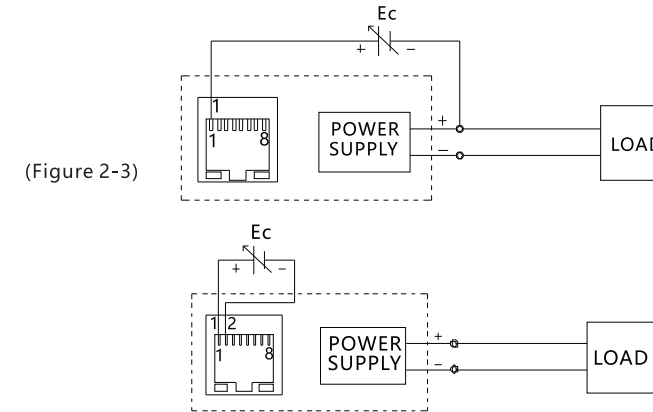 Ec
+ −
1
1 8
POWER
SUPPLY
+
−
LOAD
(Figure 2-3)
Ec
+ −
1 2
1 8
POWER
SUPPLY
+
−
LOAD